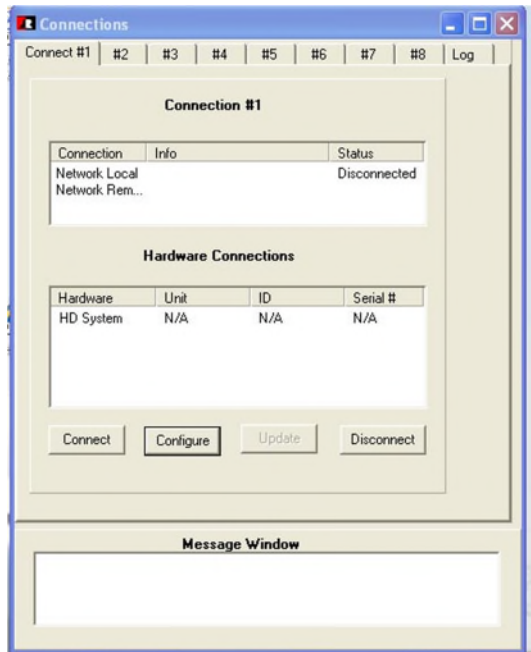 Connections
Connect #1 #2 #3 #4 #5 #6 #7 #8 Log
Connection #1
Connection Info Status
Network Local Disconnected
Network Rem...
Hardware Connections
Hardware Unit ID Serial #
HD System N/A N/A N/A
Connect Configure Update Disconnect
Message Window